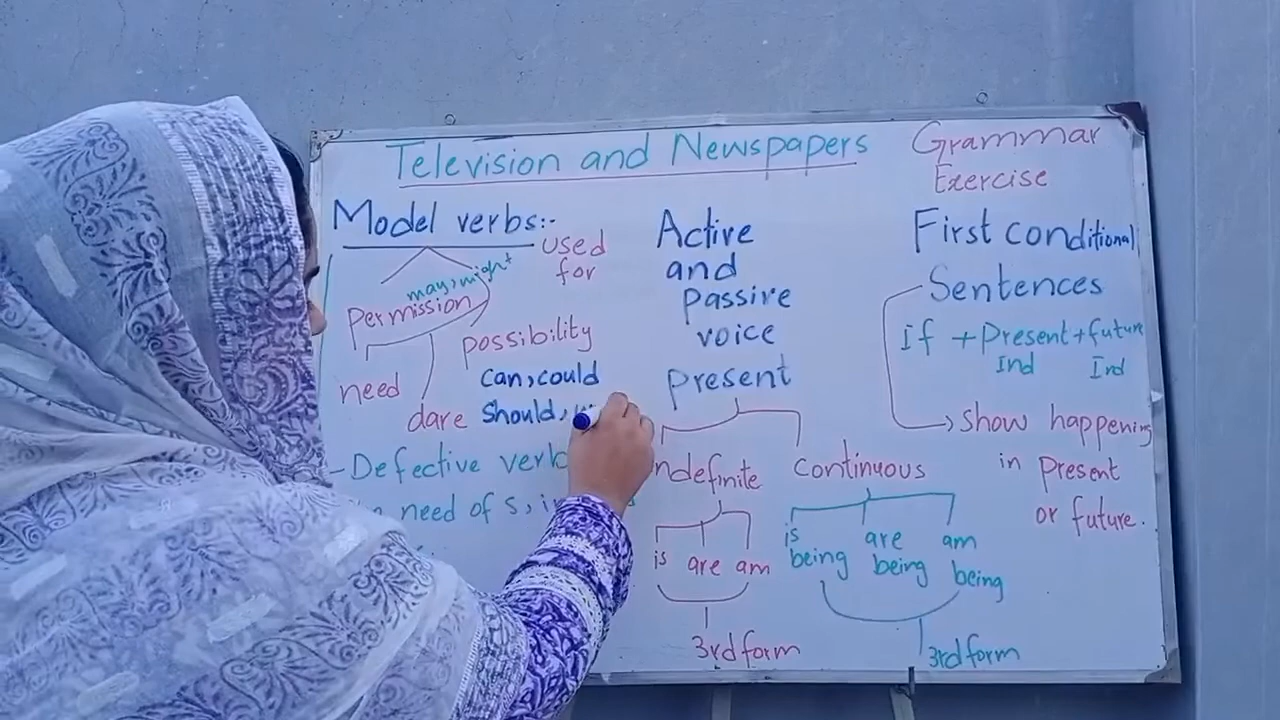 Television and Newspapers
Grammar
Exercise
Model verbs:-
used
for
may, might
Permission
possibility
need
can, could
dare
Should,
-Defective
need of s,
Active
and
passive
voice
present
Continuous
is are am
3rd form
is are am
being being being
3rd form
First conditional
Sentences
If + Present + future
Ind Ind
show happening
in present
or future.